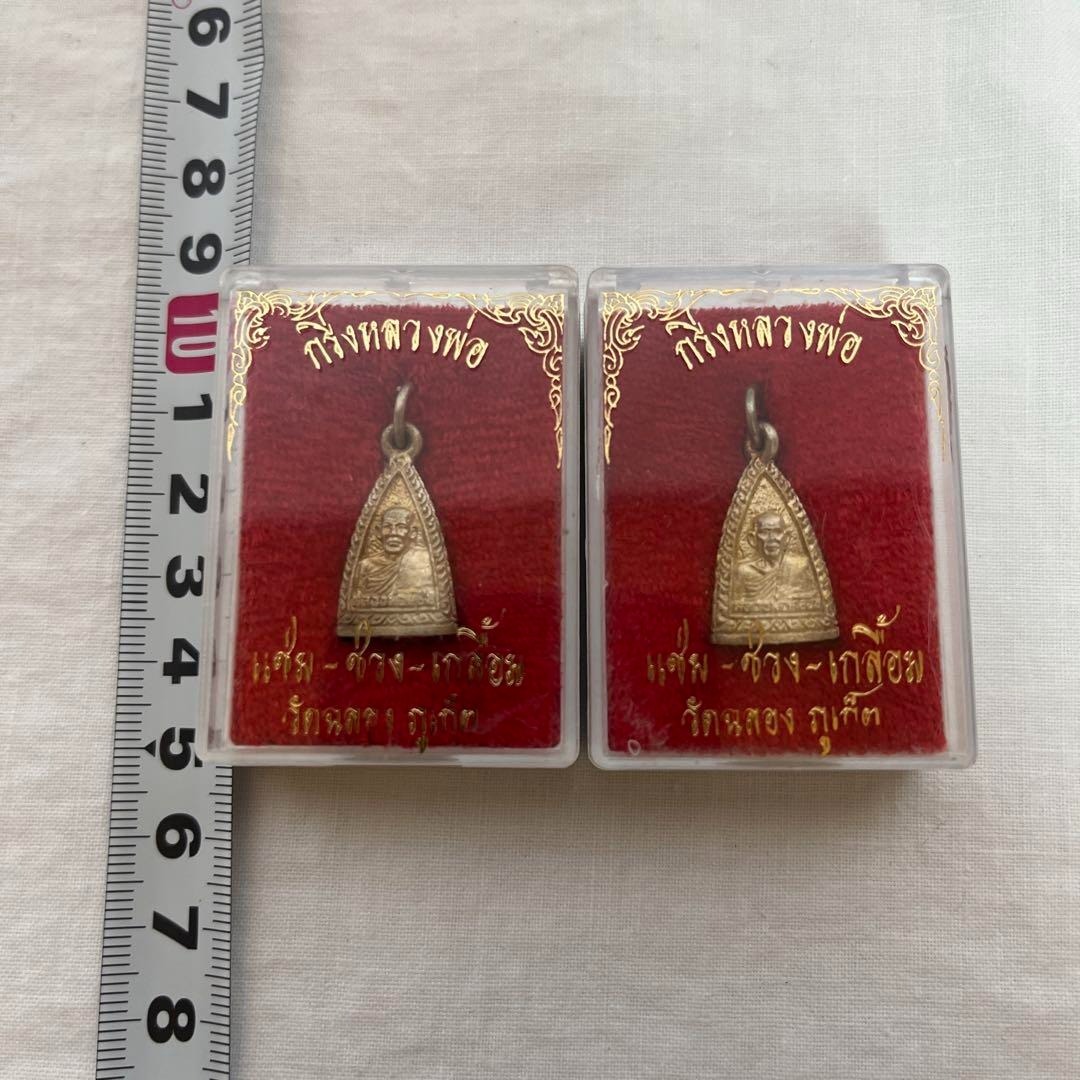 6
7
8
9
10
1
2
3
4
5
6
7
8
กริ่งหลวงพ่อ
แช่ม - ช่วง - เกลื้อม
วัดฉลอง ภูเก็ต
กริ่งหลวงพ่อ
แช่ม - ช่วง - เกลื้อม
วัดฉลอง ภูเก็ต